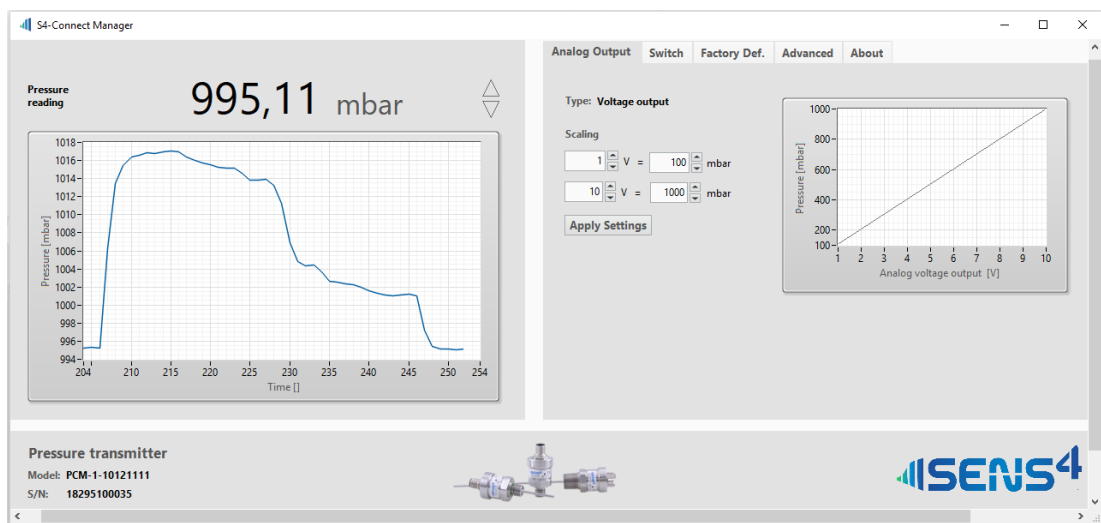 S4-Connect Manager
Pressure
reading
995,11 mbar
1018
1016
1014
1012
1010
1008
1006
1004
1002
1000
998
996
994
Pressure [mbar]
204 210 215 220 225 230 235 240 245 250 254
Time []
Analog Output Switch Factory Def. Advanced About
Type: Voltage output
Scaling
1 V = 100 mbar
10 V = 1000 mbar
Apply Settings
1000
800
600
400
200
100
Pressure [mbar]
1 2 3 4 5 6 7 8 9 10
Analog voltage output [V]
Pressure transmitter
Model: PCM-1-10121111
S/N: 18295100035
SENS4